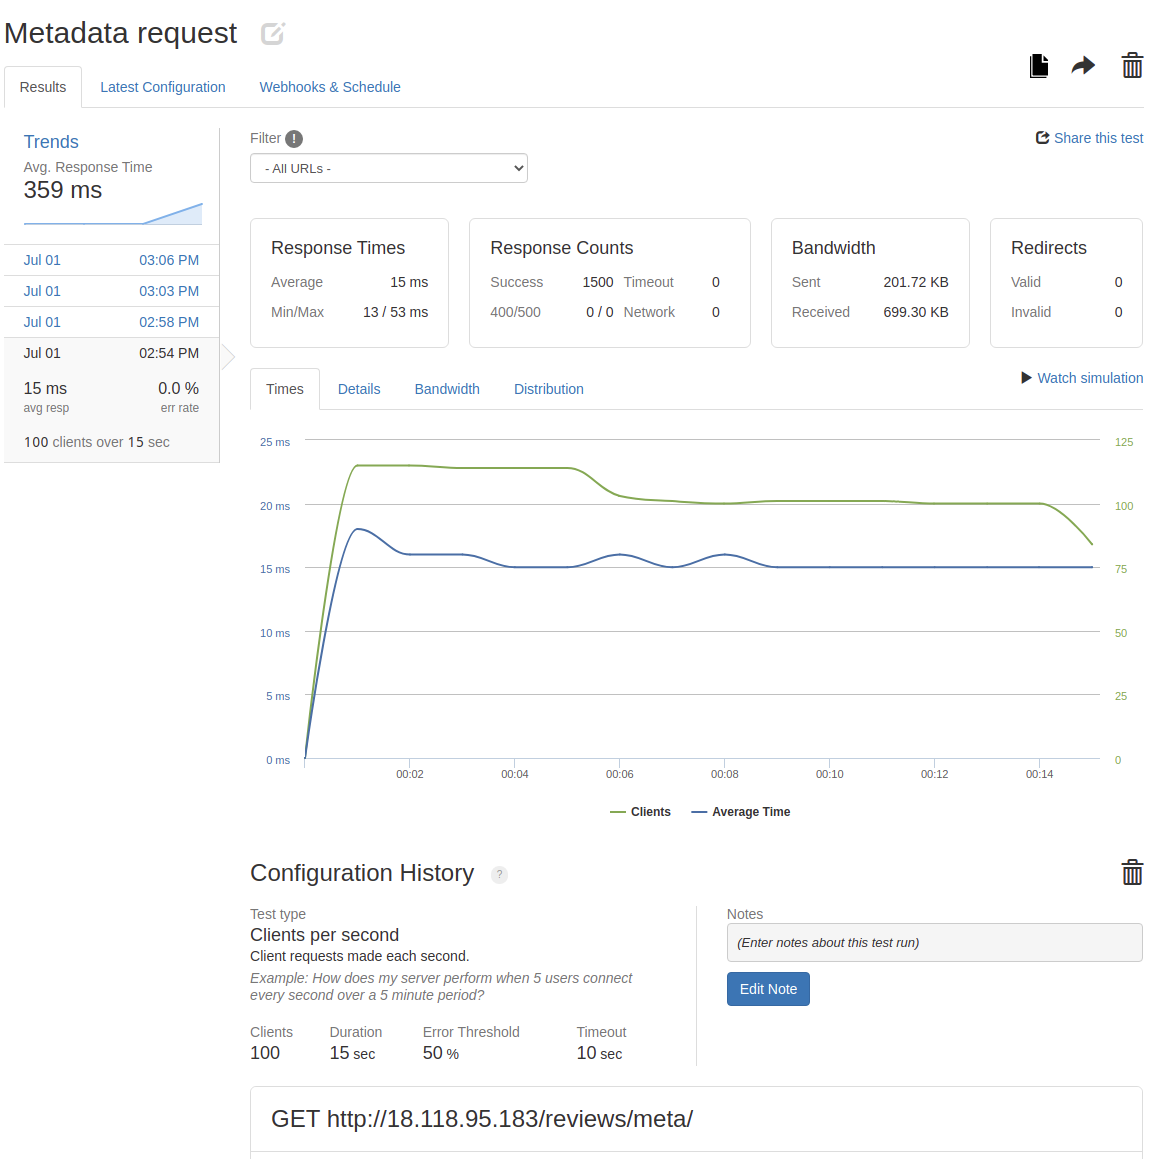 Metadata request
Results Latest Configuration Webhooks & Schedule
Trends
Avg. Response Time
359 ms
Jul 01 03:06 PM
Jul 01 03:03 PM
Jul 01 02:58 PM
Jul 01 02:54 PM
15 ms 0.0 %
avg resp err rate
100 clients over 15 sec
Filter !
Share this test
- All URLs -
Response Times
Average 15 ms
Min/Max 13 / 53 ms
Response Counts
Success 1500 Timeout 0
400/500 0 / 0 Network 0
Bandwidth
Sent 201.72 KB
Received 699.30 KB
Redirects
Valid 0
Invalid 0
Times Details Bandwidth Distribution
Watch simulation
25 ms 125
20 ms 100
15 ms 75
10 ms 50
5 ms 25
0 ms 0
00:02 00:04 00:06 00:08 00:10 00:12 00:14
Clients Average Time
Configuration History ?
Test type
Clients per second
Client requests made each second.
Example: How does my server perform when 5 users connect
every second over a 5 minute period?
Clients Duration Error Threshold Timeout
100 15 sec 50 % 10 sec
Notes
(Enter notes about this test run)
Edit Note
GET http://18.118.95.183/reviews/meta/